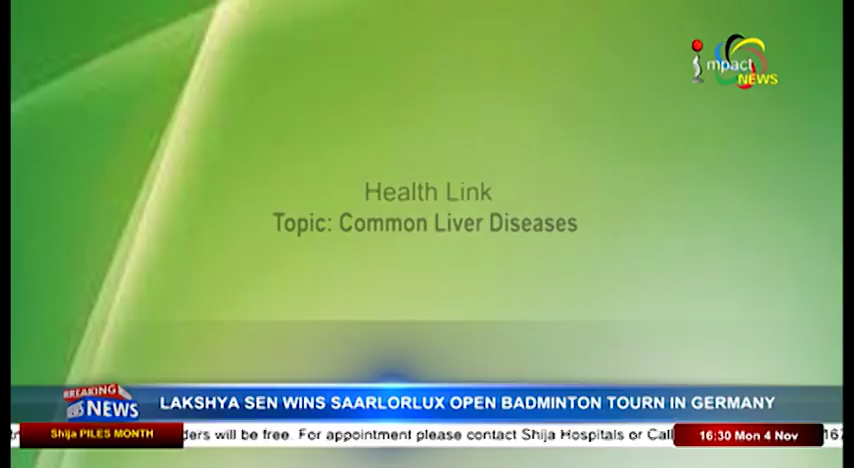 impact
NEWS
Health Link
Topic: Common Liver Diseases
BREAKING
NEWS
LAKSHYA SEN WINS SAARLORLUX OPEN BADMINTON TOURN IN GERMANY
Shija PILES MONTH
will be free. For appointment please contact Shija Hospitals or Call
16:30 Mon 4 Nov